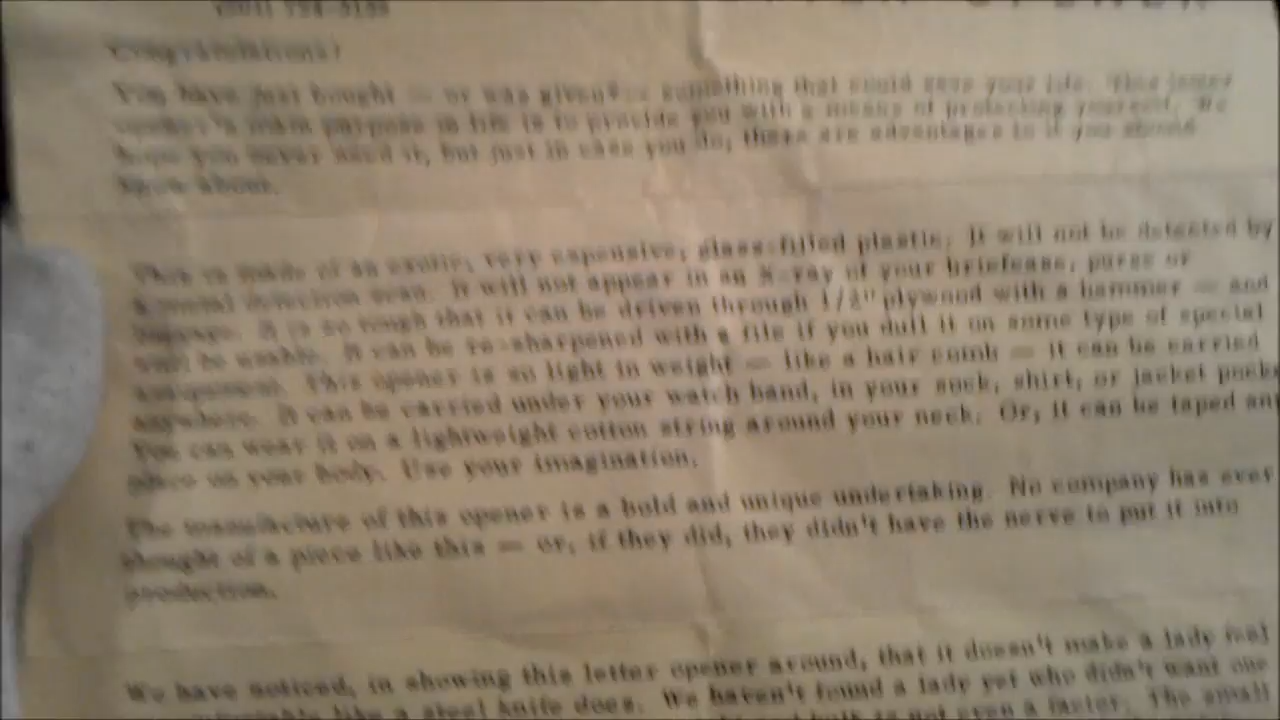 Congratulations!
You have just bought — or was given — something that could save your life. This letter
opener's main purpose in life is to provide you with a means of protecting yourself. We
hope you never need it, but just in case you do, there are advantages to it you should
know about.
This is made of an exotic, very expensive, glass-filled plastic. It will not be detected by
a metal detection scan. It will not appear in an X-ray of your briefcase, purse or
luggage. It is so tough that it can be driven through 1/2" plywood with a hammer — and
still be usable. It can be re-sharpened with a file if you dull it on some type of special
assignment. This opener is so light in weight — like a hair comb — it can be carried
anywhere. It can be carried under your watch band, in your sock, shirt, or jacket
You can wear it on a lightweight cotton string around your neck. Or, it can be taped
place on your body. Use your imagination.
The manufacture of this opener is a bold and unique undertaking. No company has ever
thought of a piece like this — or, if they did, they didn't have the nerve to put it into
production.
We have noticed, in showing this letter opener around, that it doesn't make a lady feel
like a steel knife does. We haven't found a lady yet who didn't want one
is not even a factor. The small